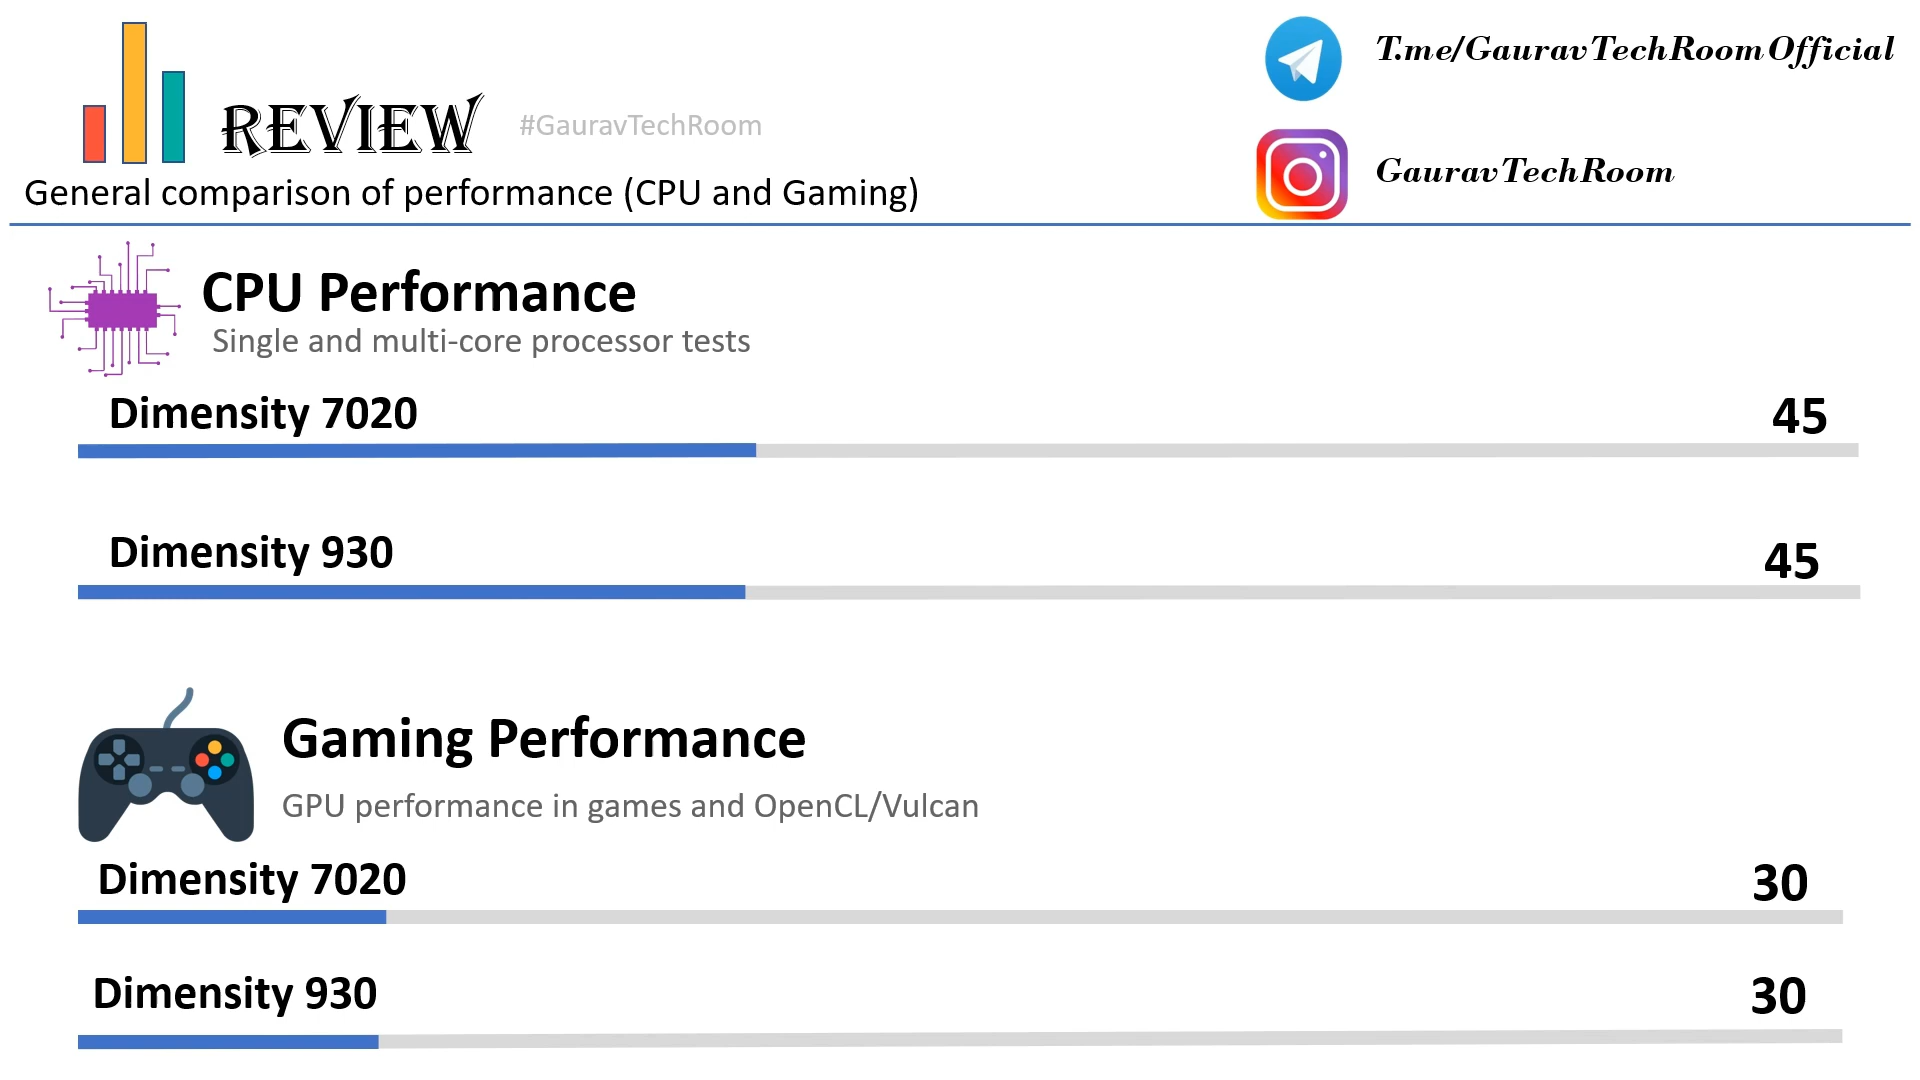 REVIEW
#GauravTechRoom
T.me/GauravTechRoomOfficial
GauravTechRoom
General comparison of performance (CPU and Gaming)
CPU Performance
Single and multi-core processor tests
Dimensity 7020
45
Dimensity 930
45
Gaming Performance
GPU performance in games and OpenCL/Vulcan
Dimensity 7020
30
Dimensity 930
30